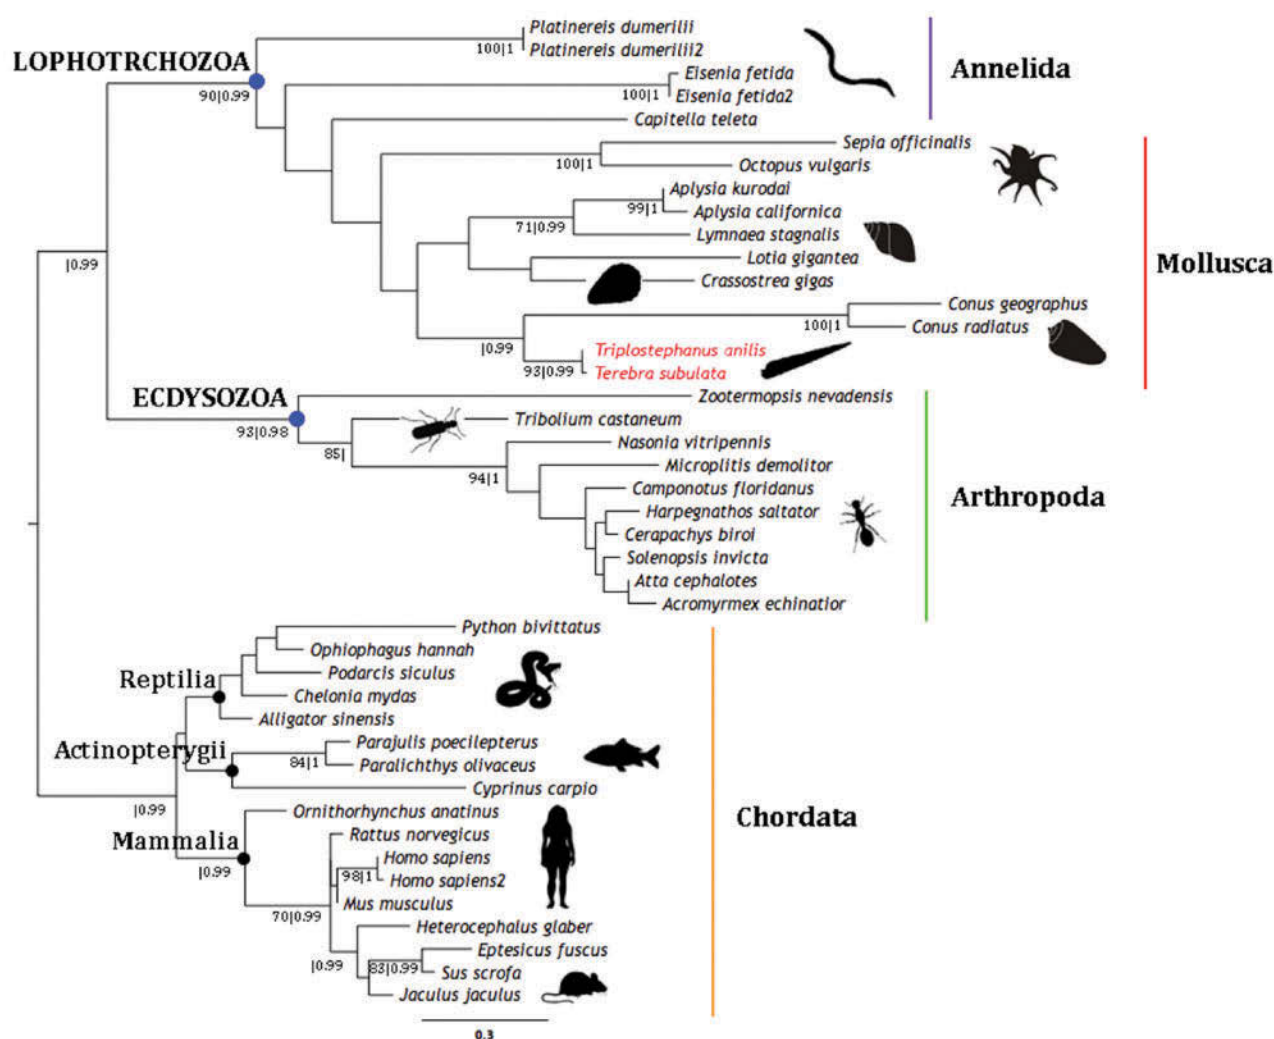 Platinereis dumerilii
100|1
Platinereis dumerilii2
LOPHOTRCHOZOA
90|0.99
Eisenia fetida
100|1
Eisenia fetida2
Annelida
Capitella teleta
Sepia officinalis
100|1
Octopus vulgaris
Aplysia kurodai
99|1
Aplysia californica
71|0.99
Lymnaea stagnalis
Lotia gigantea
Crassostrea gigas
|0.99
Mollusca
Conus geographus
100|1
Conus radiatus
|0.99
Triplostephanus anilis
93|0.99
Terebra subulata
ECDYSOZOA
93|0.98
Zootermopsis nevadensis
Tribolium castaneum
85|
Nasonia vitripennis
94|1
Microplitis demolitor
Camponotus floridanus
Arthropoda
Harpegnathos saltator
Cerapachys biroi
Solenopsis invicta
Atta cephalotes
Acromyrmex echinatior
Python bivittatus
Ophiophagus hannah
Reptilia
Podarcis siculus
Chelonia mydas
Alligator sinensis
Actinopterygii
Parajulis poecilepterus
84|1
Paralichthys olivaceus
Cyprinus carpio
|0.99
Chordata
Ornithorhynchus anatinus
Mammalia
|0.99
Rattus norvegicus
Homo sapiens
98|1
Homo sapiens2
Mus musculus
70|0.99
Heterocephalus glaber
|0.99
Eptesicus fuscus
83|0.99
Sus scrofa
Jaculus jaculus
0.3